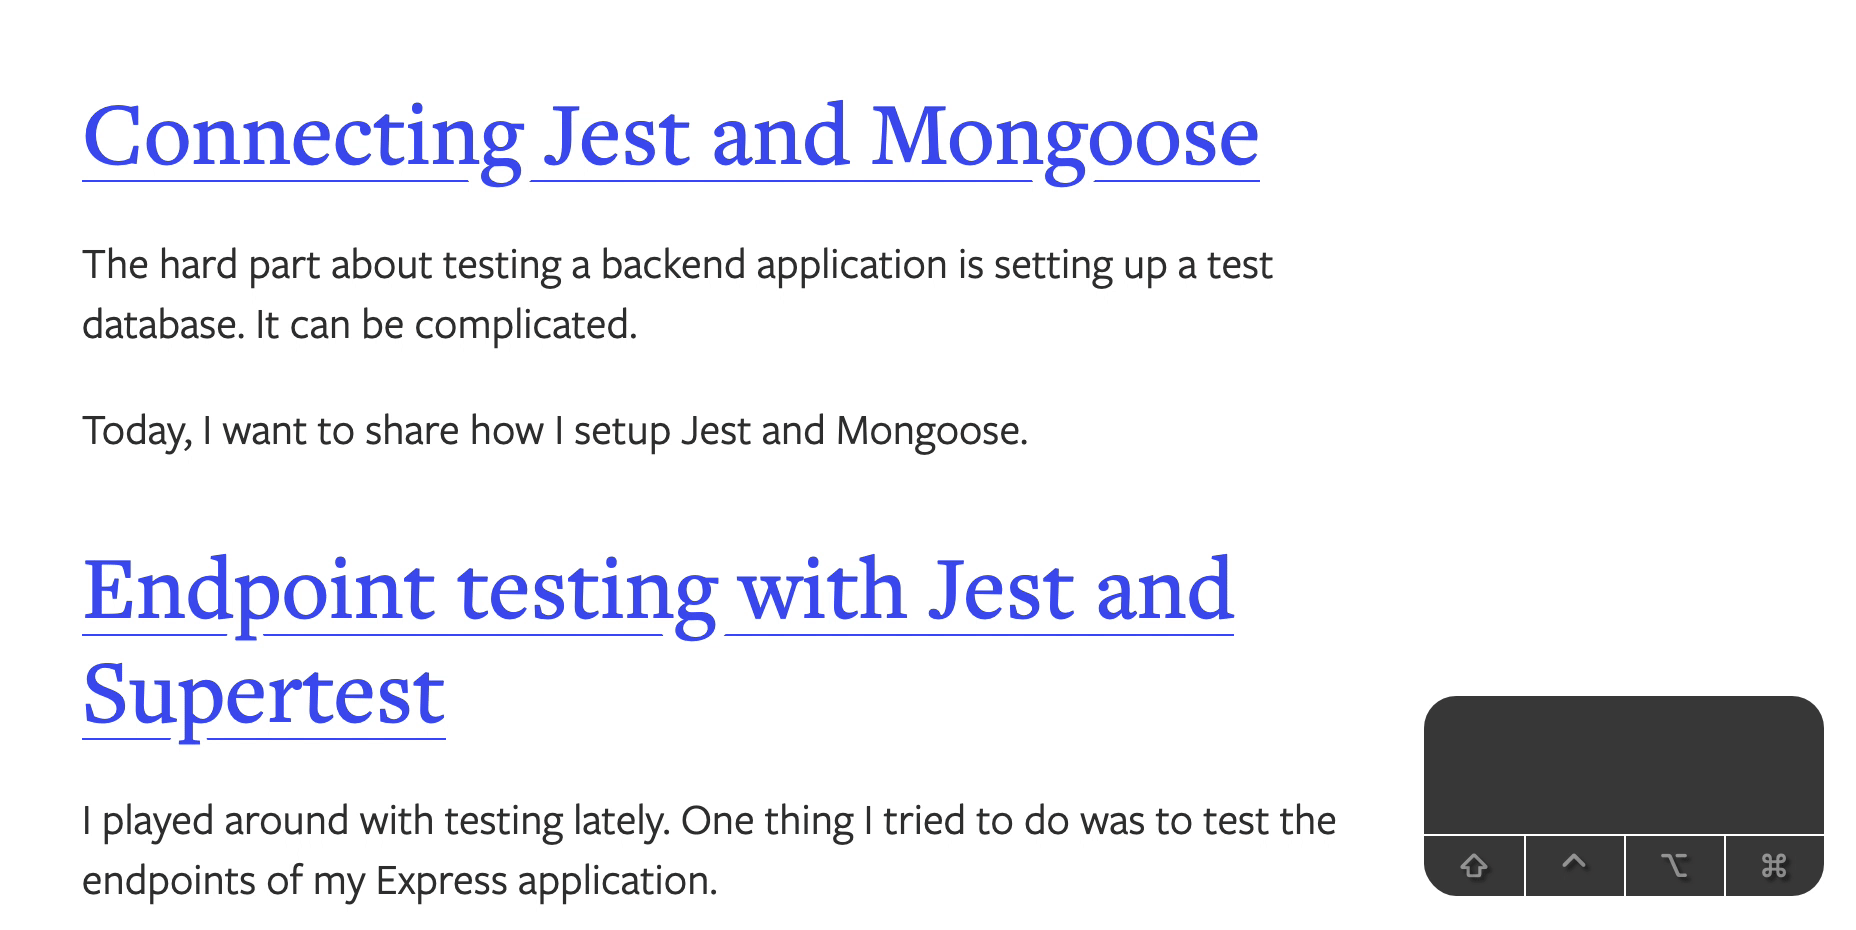 Connecting Jest and Mongoose
The hard part about testing a backend application is setting up a test
database. It can be complicated.
Today, I want to share how I setup Jest and Mongoose.
Endpoint testing with Jest and
Supertest
I played around with testing lately. One thing I tried to do was to test the
endpoints of my Express application.
⇧ ⌃ ⌥ ⌘